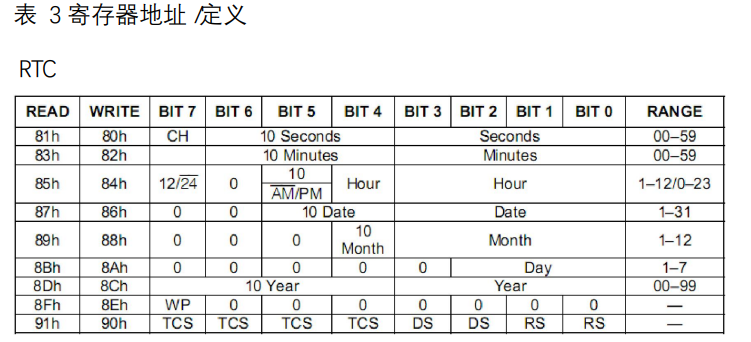 表 3 寄存器地址 /定义
RTC
READ WRITE BIT 7 BIT 6 BIT 5 BIT 4 BIT 3 BIT 2 BIT 1 BIT 0 RANGE
81h 80h CH 10 Seconds Seconds 00–59
83h 82h 10 Minutes Minutes 00–59
85h 84h 12/24 0 10 AM/PM Hour Hour 1–12/0–23
87h 86h 0 0 10 Date Date 1–31
89h 88h 0 0 0 10 Month Month 1–12
8Bh 8Ah 0 0 0 0 0 Day 1–7
8Dh 8Ch 10 Year Year 00–99
8Fh 8Eh WP 0 0 0 0 0 0 0 —
91h 90h TCS TCS TCS TCS DS DS RS RS —